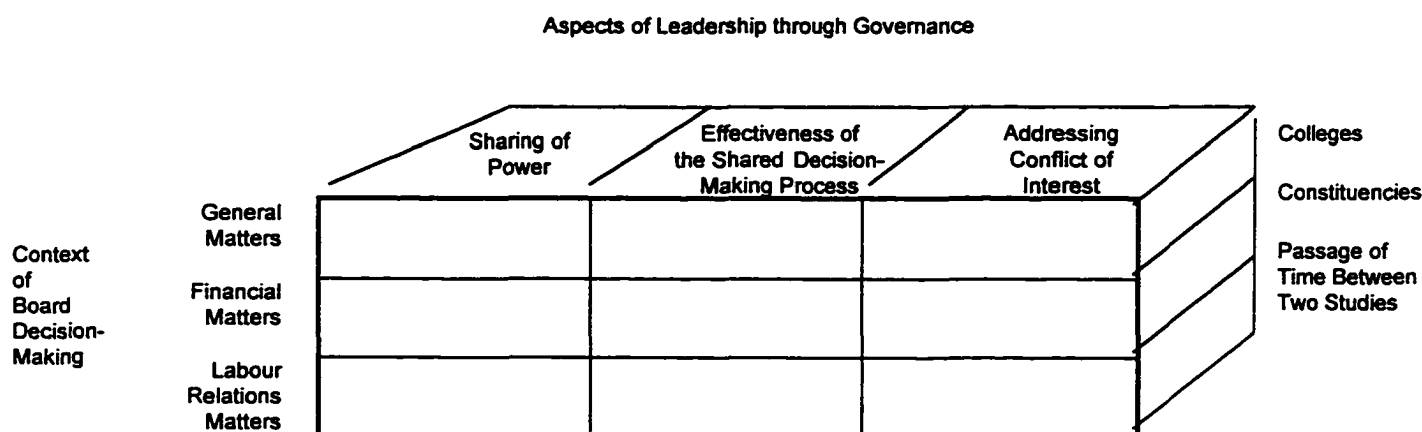 Aspects of Leadership through Governance
Sharing of
Power
Effectiveness of
the Shared Decision-
Making Process
Addressing
Conflict of
Interest
Colleges
Constituencies
Passage of
Time Between
Two Studies
Context
of
Board
Decision-
Making
General
Matters
Financial
Matters
Labour
Relations
Matters